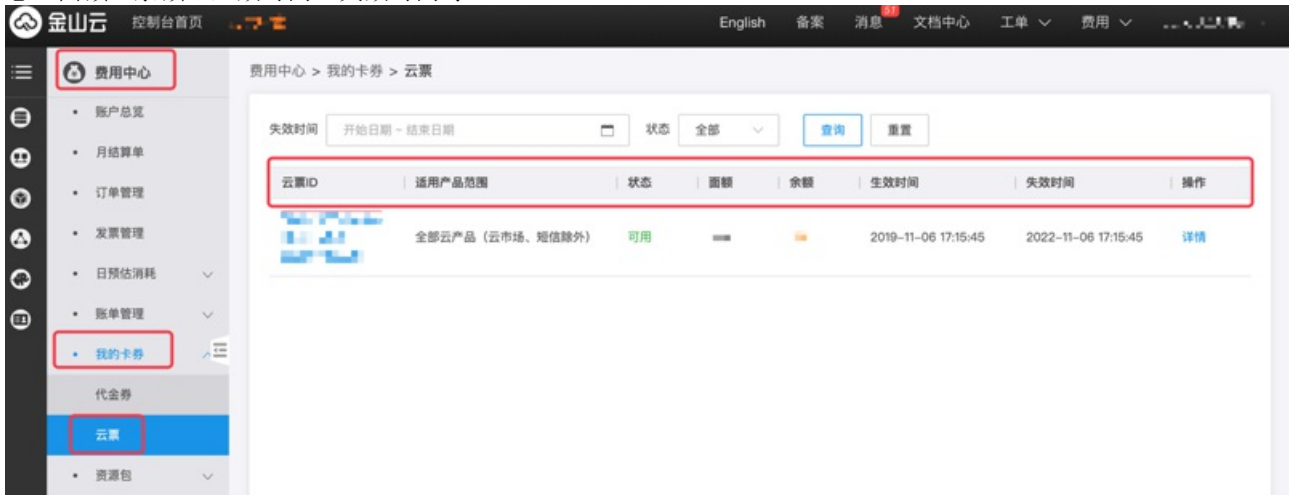 金山云 控制台首页 English 备案 消息 51 文档中心 工单 费用
费用中心
费用中心 > 我的卡券 > 云票
账户总览
失效时间 开始日期 - 结束日期 状态 全部 查询 重置
月结算单
云票ID 适用产品范围 状态 面额 余额 生效时间 失效时间 操作
订单管理
发票管理
全部云产品（云市场、短信除外） 可用 2019-11-06 17:15:45 2022-11-06 17:15:45 详情
日预估消耗
账单管理
我的卡券
代金券
云票
资源包